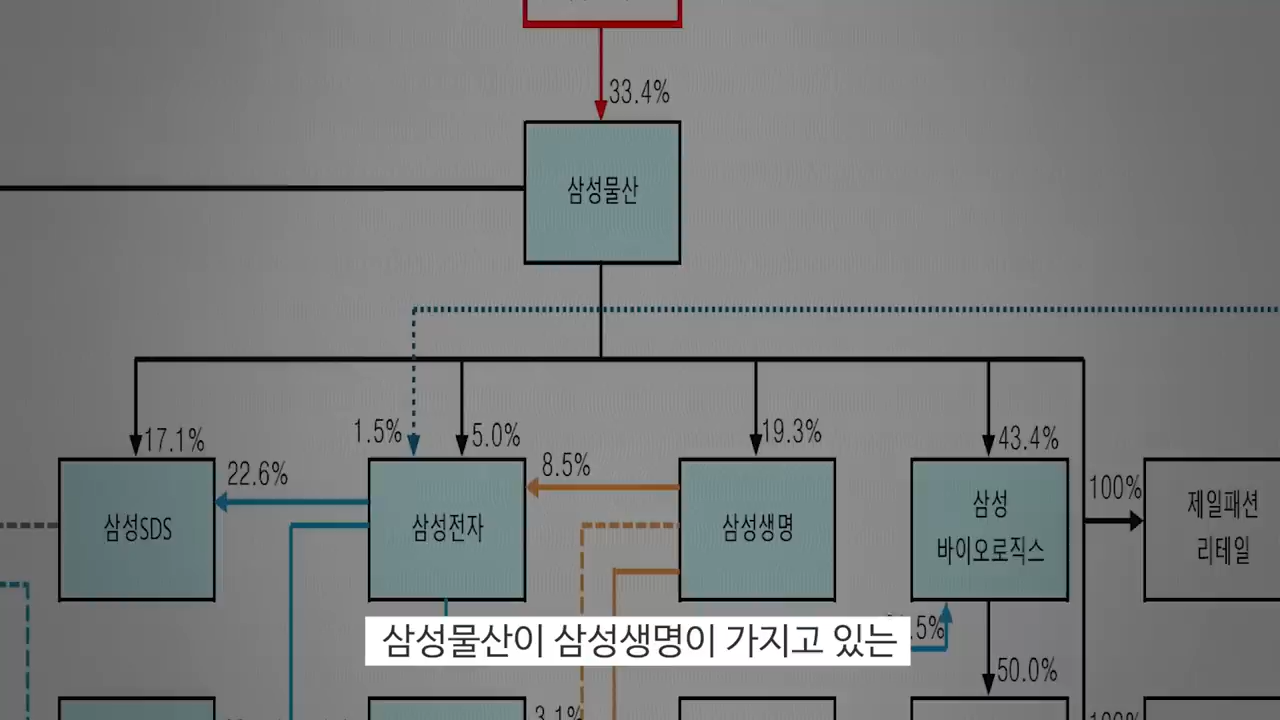 33.4%
삼성물산
17.1%
1.5%
5.0%
19.3%
43.4%
22.6%
8.5%
100%
삼성SDS
삼성전자
삼성생명
삼성
바이오로직스
제일패션
리테일
삼성물산이 삼성생명이 가지고 있는
50.0%
3.1%
100%